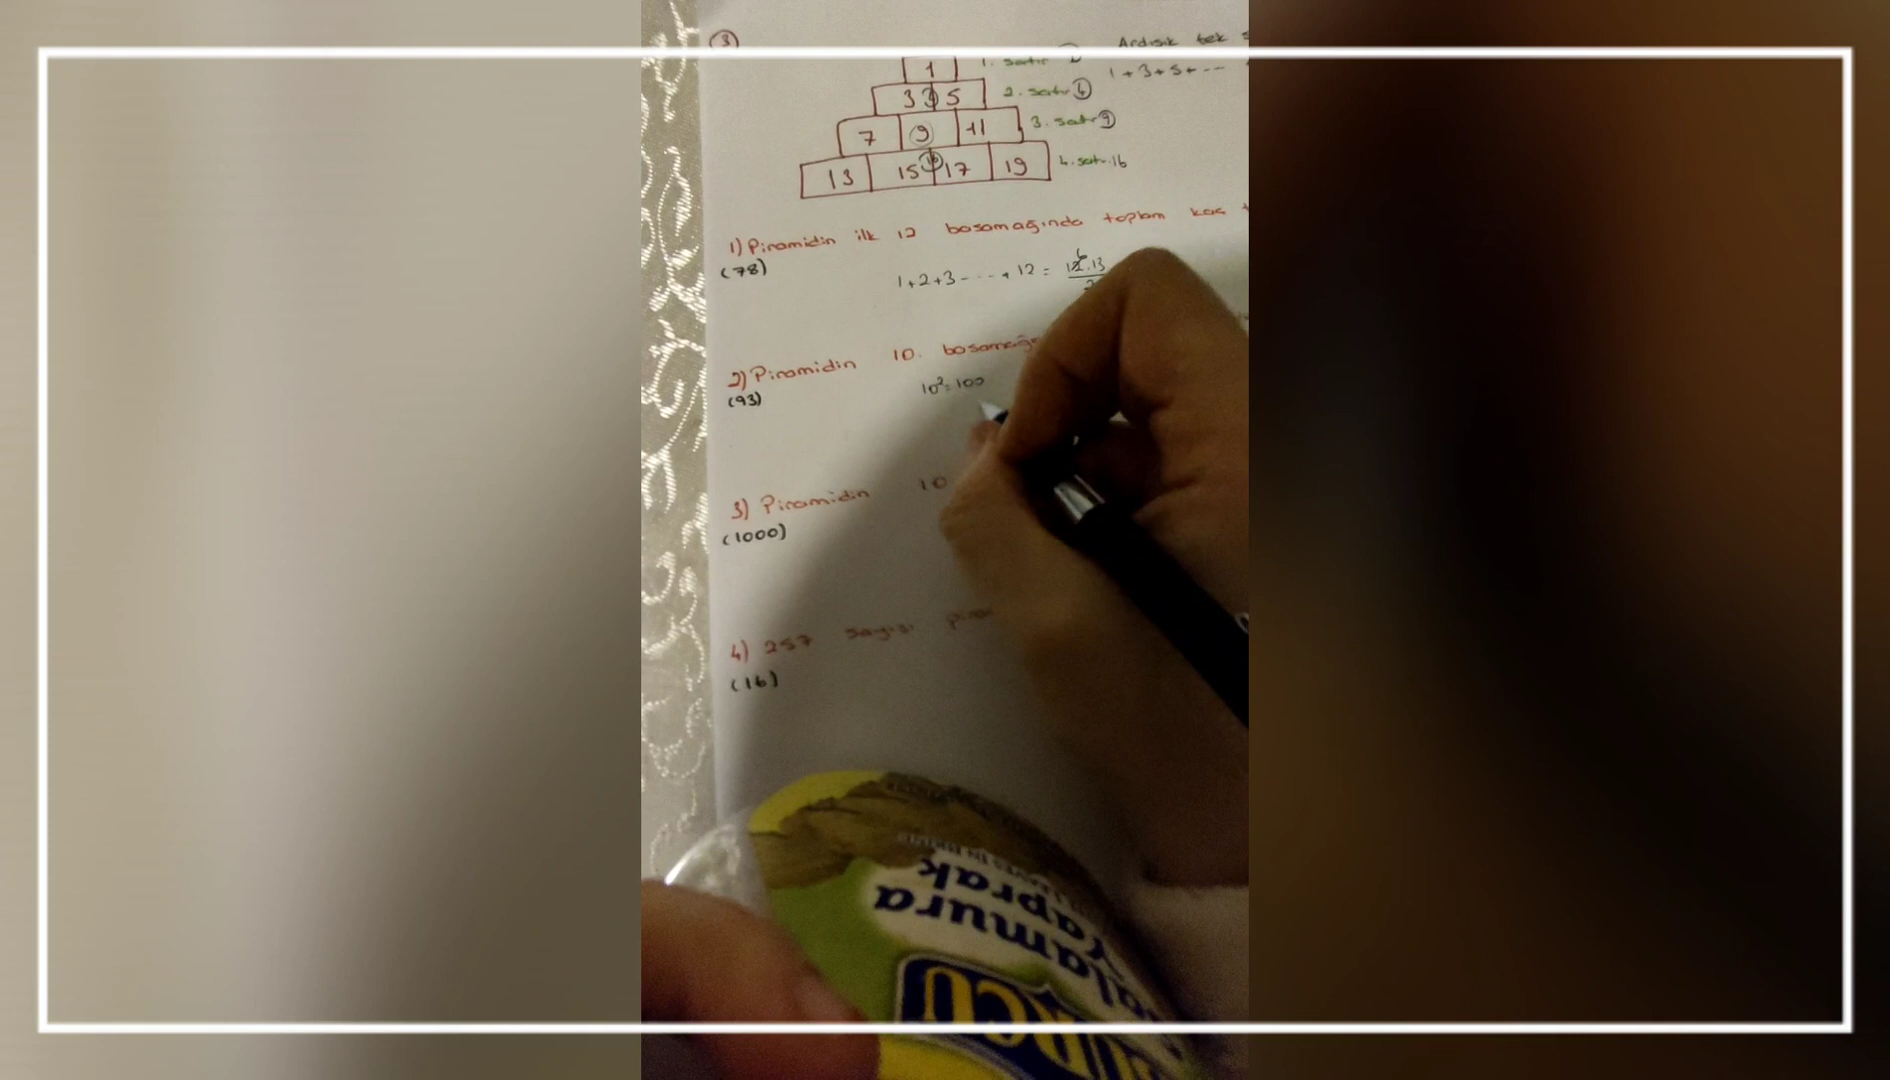 3
Ardışık tek
1
1. satır
1 + 3 + 5 + ---
3 5
2. satır 4
7 9 11
3. satır 9
13 15 16 17 19
4. satır 16
1) Piramidin ilk 12 basamağında toplam kaç
(78)
1+2+3---+12 = 12.13
2) Piramidin 10. basamağı
(93)
10²=100
3) Piramidin 10
(1000)
4) 257 sayısı
(16)
Yaprak